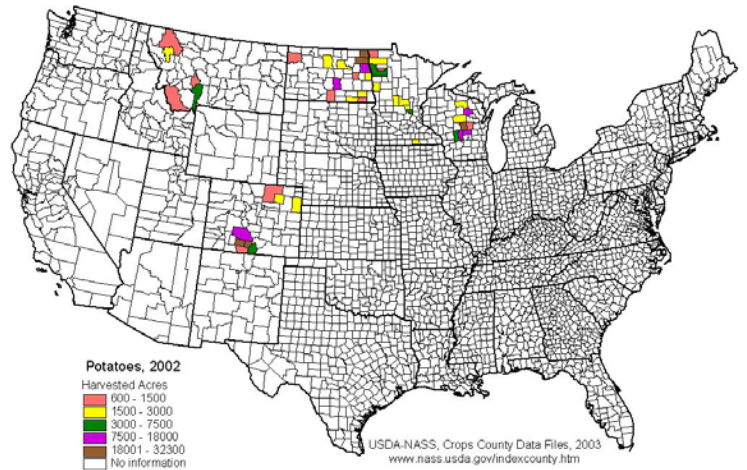 Potatoes, 2002
Harvested Acres
600 - 1500
1500 - 3000
3000 - 7500
7500 - 18000
18001 - 32300
No information
USDA-NASS, Crops County Data Files, 2003
www.nass.usda.gov/indexcounty.htm